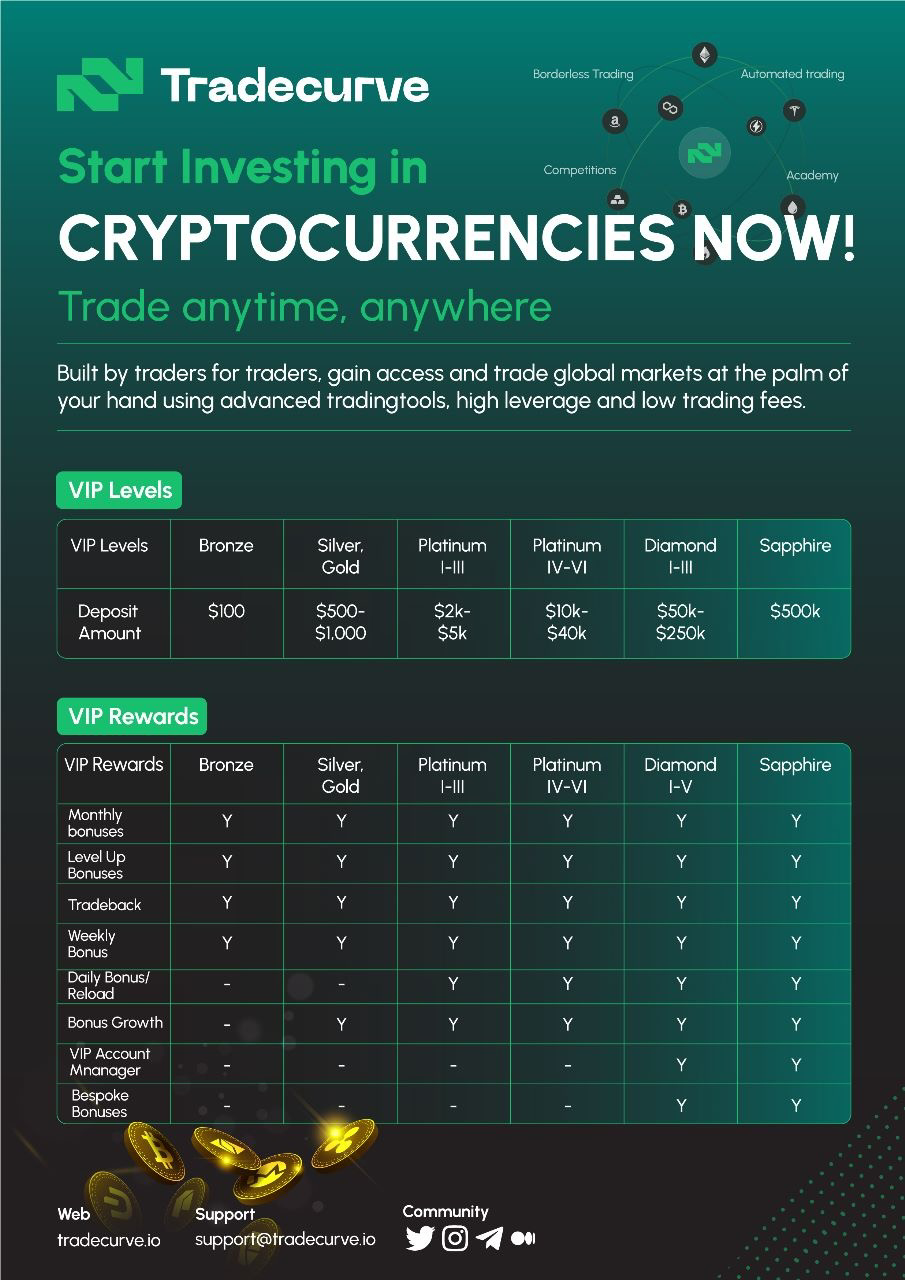 Tradecurve
Borderless Trading
Automated trading
Competitions
Academy
Start Investing in
CRYPTOCURRENCIES NOW!
Trade anytime, anywhere
Built by traders for traders, gain access and trade global markets at the palm of
your hand using advanced tradingtools, high leverage and low trading fees.
VIP Levels
VIP Levels Bronze Silver, Gold Platinum I-III Platinum IV-VI Diamond I-III Sapphire
Deposit Amount $100 $500-$1.000 $2k-$5k $10k-$40k $50k-$250k $500k
VIP Rewards
VIP Rewards Bronze Silver, Gold Platinum I-III Platinum IV-VI Diamond I-V Sapphire
Monthly bonuses Y Y Y Y Y Y
Level Up Bonuses Y Y Y Y Y Y
Tradeback Y Y Y Y Y Y
Weekly Bonus Y Y Y Y Y Y
Daily Bonus/ Reload - - Y Y Y Y
Bonus Growth - Y Y Y Y Y
VIP Account Mnanager - - - - Y Y
Bespoke Bonuses - - - - Y Y
Web
tradecurve.io
Support
support@tradecurve.io
Community